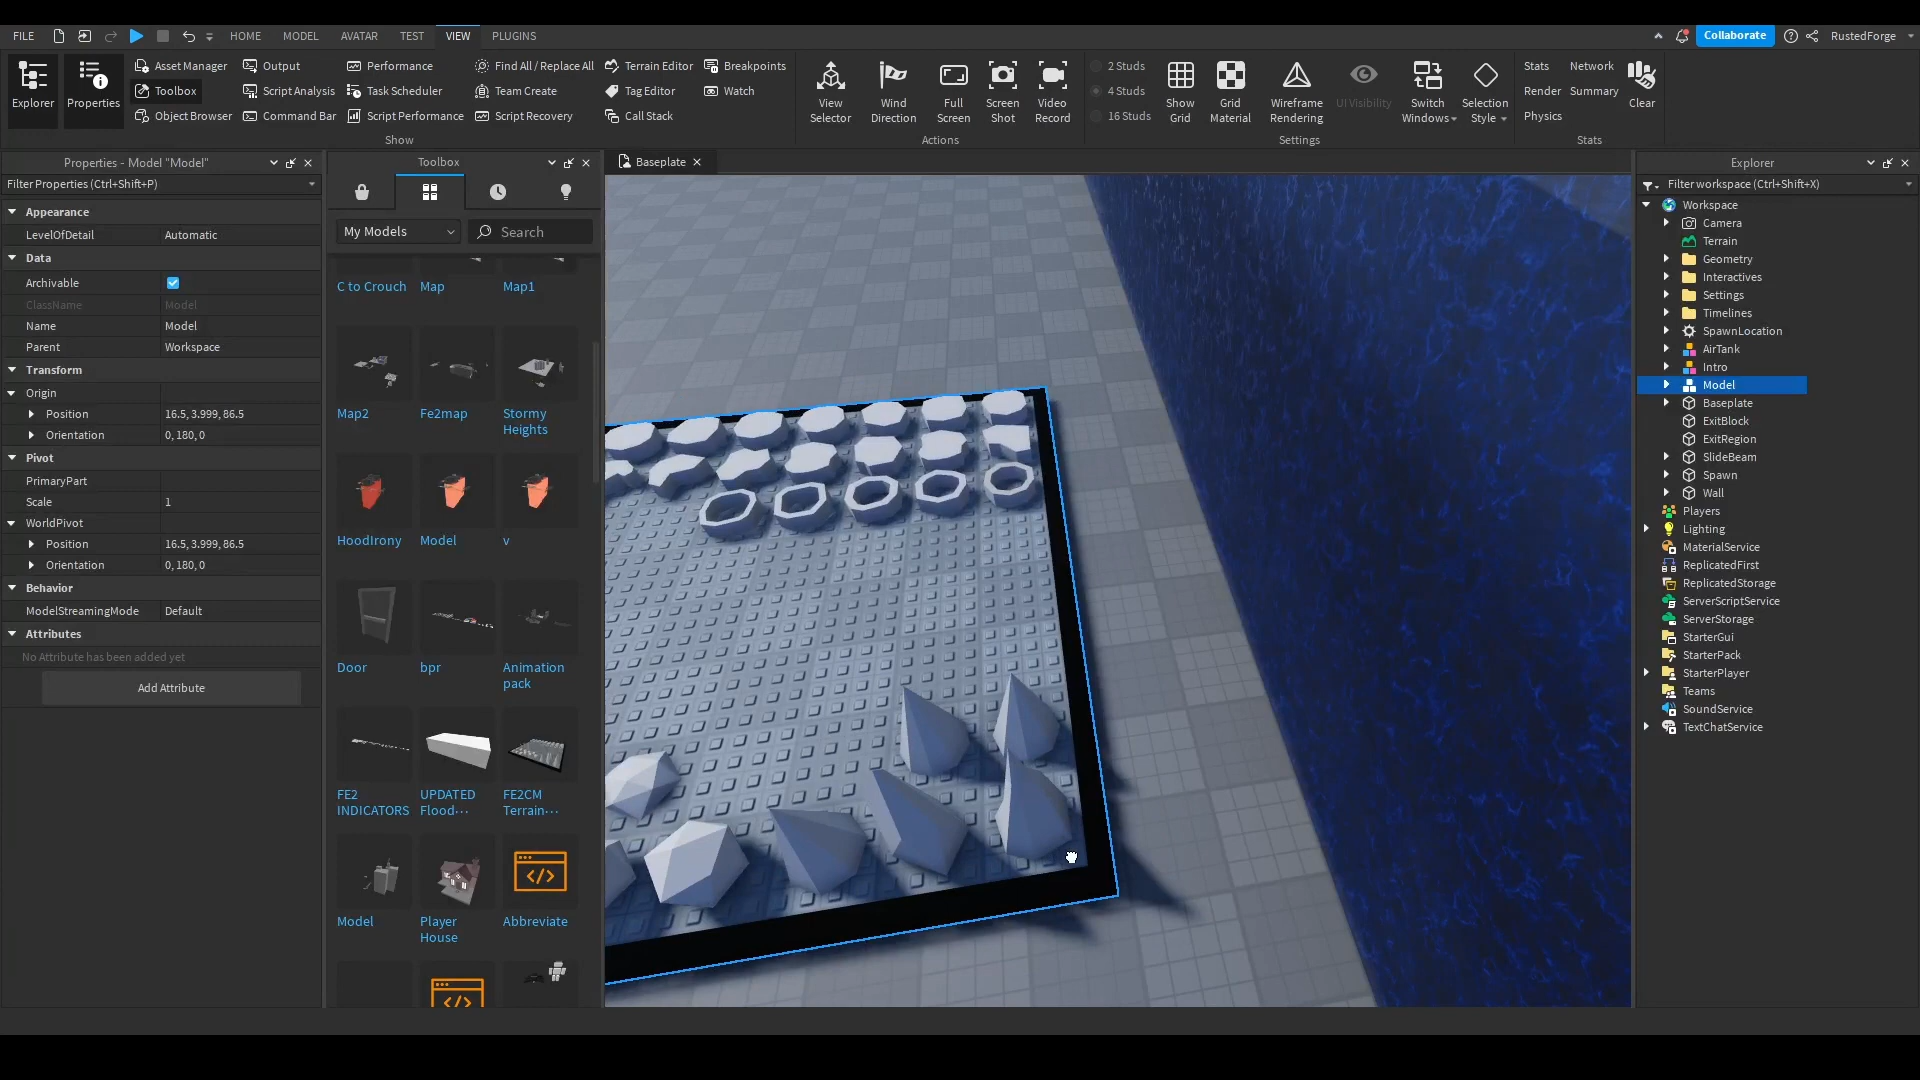 FILE HOME MODEL AVATAR TEST VIEW PLUGINS Collaborate RustedForge
Explorer
Properties
Asset Manager
Toolbox
Object Browser
Output
Script Analysis
Command Bar
Performance
Task Scheduler
Script Performance
Find All / Replace All
Team Create
Script Recovery
Terrain Editor
Tag Editor
Call Stack
Breakpoints
Watch
Show
View
Selector
Wind
Direction
Full
Screen
Screen
Shot
Video
Record
Actions
2 Studs
4 Studs
16 Studs
Show
Grid
Grid
Material
Wireframe
Rendering
UI Visibility
Switch
Windows
Selection
Style
Settings
Stats
Render
Physics
Network
Summary
Clear
Stats
Properties - Model "Model"
Filter Properties (Ctrl+Shift+P)
Appearance
LevelOfDetail Automatic
Data
Archivable
ClassName Model
Name Model
Parent Workspace
Transform
Origin
Position 16.5, 3.999, 86.5
Orientation 0, 180, 0
Pivot
PrimaryPart
Scale 1
WorldPivot
Position 16.5, 3.999, 86.5
Orientation 0, 180, 0
Behavior
ModelStreamingMode Default
Attributes
No Attribute has been added yet
Add Attribute
Toolbox
My Models Search
C to Crouch Map Map1
Map2 Fe2map Stormy
Heights
HoodIrony Model v
Door bpr Animation
pack
FE2
INDICATORS
UPDATED
Flood···
FE2CM
Terrain···
Model Player
House
Abbreviate
Baseplate
Explorer
Filter workspace (Ctrl+Shift+X)
Workspace
Camera
Terrain
Geometry
Interactives
Settings
Timelines
SpawnLocation
AirTank
Intro
Model
Baseplate
ExitBlock
ExitRegion
SlideBeam
Spawn
Wall
Players
Lighting
MaterialService
ReplicatedFirst
ReplicatedStorage
ServerScriptService
ServerStorage
StarterGui
StarterPack
StarterPlayer
Teams
SoundService
TextChatService